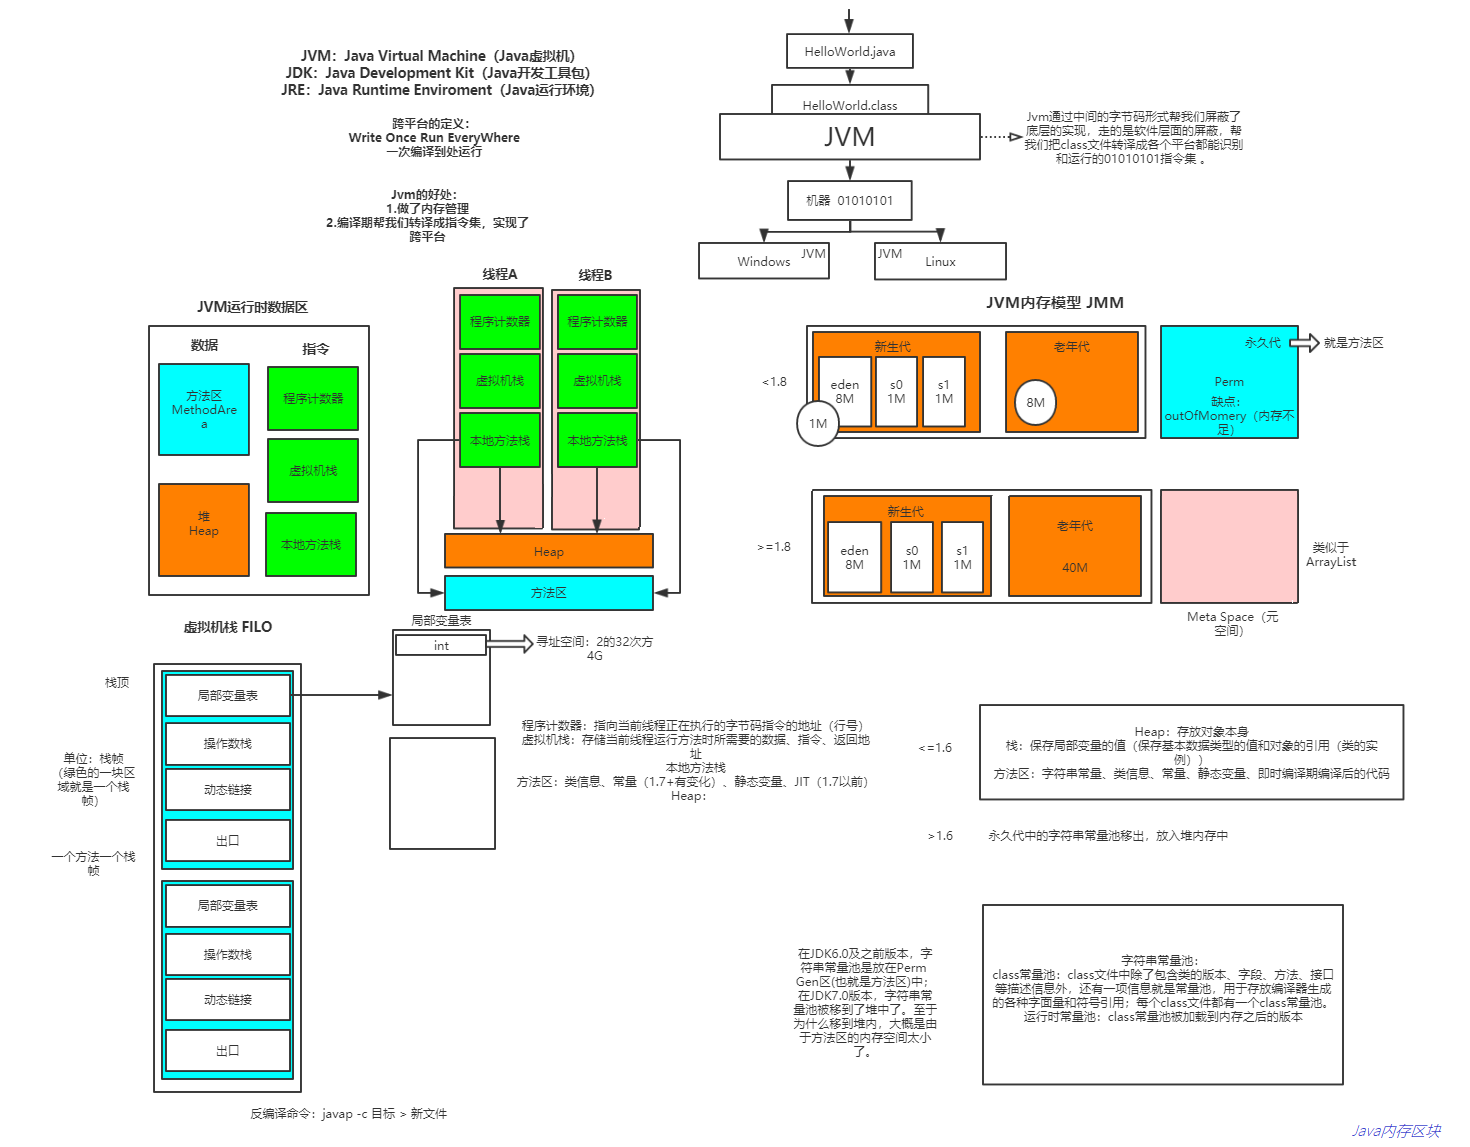 HelloWorld.java
HelloWorld.class
JVM
Jvm通过中间的字节码形式帮我们屏蔽了
底层的实现，走的是软件层面的屏蔽，帮
我们把class文件转译成各个平台都能识别
和运行的01010101指令集 。
机器 01010101
Windows
JVM
JVM
Linux
JVM：Java Virtual Machine（Java虚拟机）
JDK：Java Development Kit（Java开发工具包）
JRE：Java Runtime Enviroment（Java运行环境）
跨平台的定义：
Write Once Run EveryWhere
一次编译到处运行
Jvm的好处：
1.做了内存管理
2.编译期帮我们转译成指令集，实现了
跨平台
JVM运行时数据区
数据
指令
方法区
MethodAre
a
堆
Heap
程序计数器
虚拟机栈
本地方法栈
线程A
线程B
程序计数器
程序计数器
虚拟机栈
虚拟机栈
本地方法栈
本地方法栈
Heap
方法区
JVM内存模型 JMM
<1.8
新生代
eden
8M
s0
1M
s1
1M
1M
老年代
8M
永久代
就是方法区
Perm
缺点：
outOfMomery（内存不
足）
>=1.8
新生代
eden
8M
s0
1M
s1
1M
老年代
40M
类似于
ArrayList
Meta Space（元
空间）
虚拟机栈 FILO
栈顶
单位：栈帧
（绿色的一块区
域就是一个栈
帧）
一个方法一个栈
帧
局部变量表
操作数栈
动态链接
出口
局部变量表
操作数栈
动态链接
出口
局部变量表
int
寻址空间：2的32次方
4G
程序计数器：指向当前线程正在执行的字节码指令的地址（行号）
虚拟机栈：存储当前线程运行方法时所需要的数据、指令、返回地
址
本地方法栈
方法区：类信息、常量（1.7+有变化）、静态变量、JIT（1.7以前）
Heap：
<=1.6
Heap：存放对象本身
栈：保存局部变量的值（保存基本数据类型的值和对象的引用（类的实
例））
方法区：字符串常量、类信息、常量、静态变量、即时编译期编译后的代码
>1.6
永久代中的字符串常量池移出，放入堆内存中
在JDK6.0及之前版本，字
符串常量池是放在Perm
Gen区(也就是方法区)中；
在JDK7.0版本，字符串常
量池被移到了堆中了。至于
为什么移到堆内，大概是由
于方法区的内存空间太小
了。
字符串常量池：
class常量池：class文件中除了包含类的版本、字段、方法、接口
等描述信息外，还有一项信息就是常量池，用于存放编译器生成
的各种字面量和符号引用；每个class文件都有一个class常量池。
运行时常量池：class常量池被加载到内存之后的版本
反编译命令：javap -c 目标 > 新文件
Java内存区块